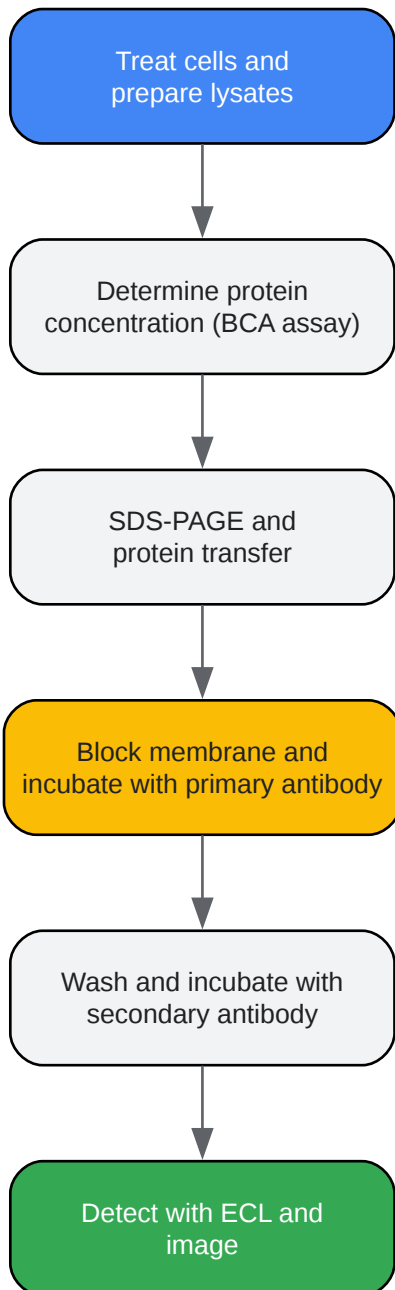 Treat cells and
prepare lysates
Determine protein
concentration (BCA assay)
SDS-PAGE and
protein transfer
Block membrane and
incubate with primary antibody
Wash and incubate with
secondary antibody
Detect with ECL and
image